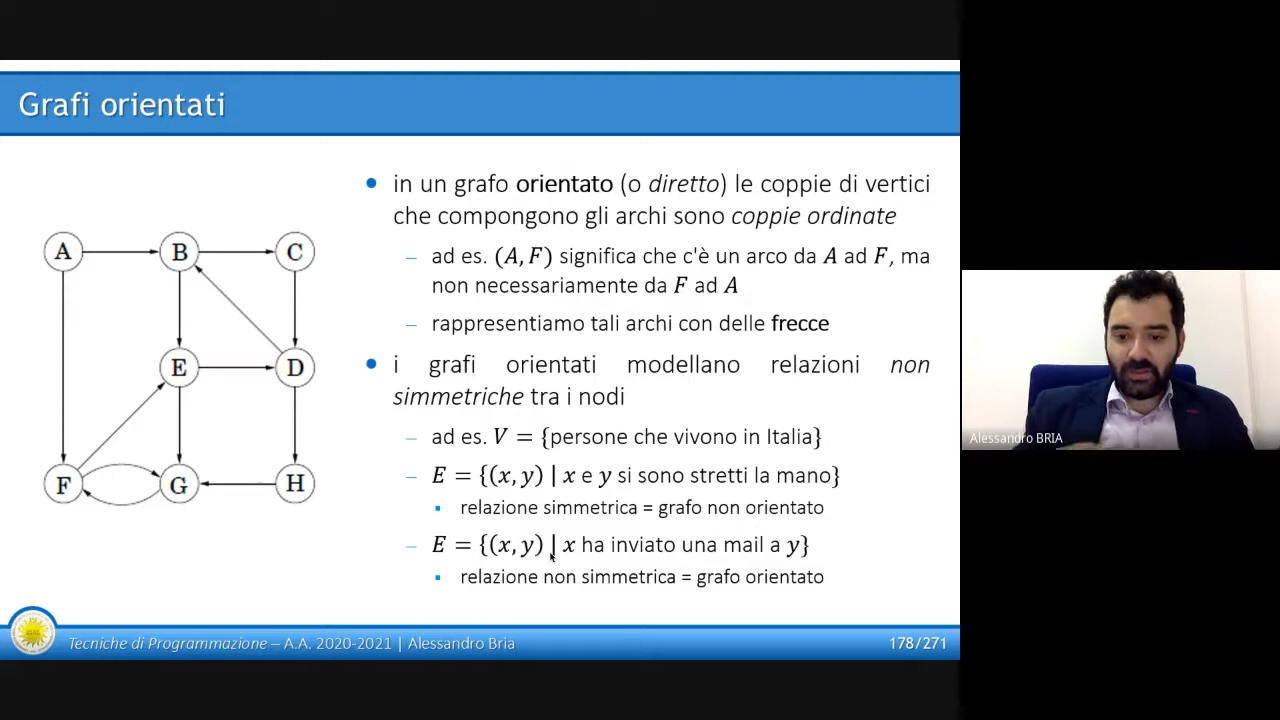 Grafi orientati
• in un grafo orientato (o diretto) le coppie di vertici
che compongono gli archi sono coppie ordinate
– ad es. (A, F) significa che c'è un arco da A ad F, ma
non necessariamente da F ad A
– rappresentiamo tali archi con delle frecce
• i grafi orientati modellano relazioni non
simmetriche tra i nodi
– ad es. V = {persone che vivono in Italia}
– E = {(x, y) | x e y si sono stretti la mano}
▪ relazione simmetrica = grafo non orientato
– E = {(x, y) | x ha inviato una mail a y}
▪ relazione non simmetrica = grafo orientato
A B C
E D
F G H
Tecniche di Programmazione – A.A. 2020-2021 | Alessandro Bria
178/271
Alessandro BRIA